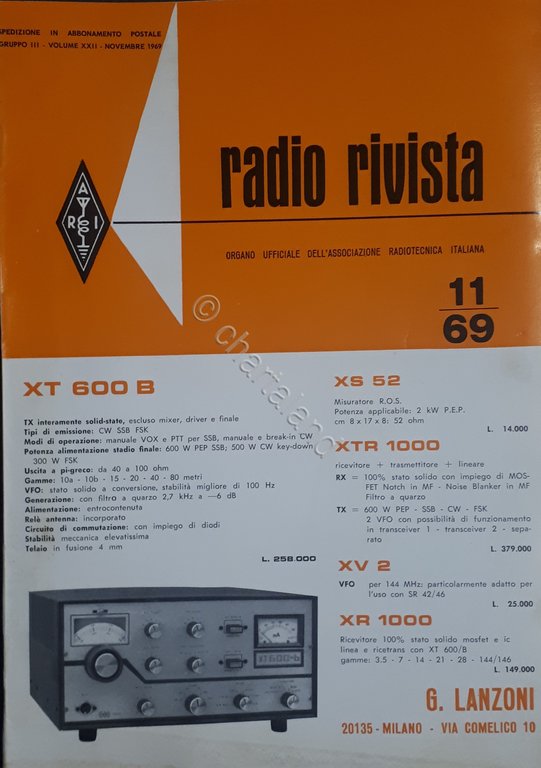 SPEDIZIONE IN ABBONAMENTO POSTALE
GRUPPO III - VOLUME XXII - NOVEMBRE 1969
radio rivista
A
R I
ORGANO UFFICIALE DELL'ASSOCIAZIONE RADIOTECNICA ITALIANA
11
69
XT 600 B
TX interamente solid-state, escluso mixer, driver e finale
Tipi di emissione: CW SSB FSK
Modi di operazione: manuale VOX e PTT per SSB, manuale e break-in CW
Potenza alimentazione stadio finale: 600 W PEP SSB; 500 W CW key-down
300 W FSK
Uscita a pi-greco: da 40 a 100 ohm
Gamme: 10a - 10b - 15 - 20 - 40 - 80 metri
VFO: stato solido a conversione, stabilità migliore di 100 Hz
Generazione: con filtro a quarzo 2,7 kHz a —6 dB
Alimentazione: entrocontenuta
Relè antenna: incorporato
Circuito di commutazione: con impiego di diodi
Stabilità meccanica elevatissima
Telaio in fusione 4 mm
L. 258.000
XT600-b
mA
XS 52
Misuratore R.O.S.
Potenza applicabile: 2 kW P.E.P.
cm 8 x 17 x 8: 52 ohm
L. 14.000
XTR 1000
ricevitore + trasmettitore + lineare
RX = 100% stato solido con impiego di MOS-
FET Notch in MF - Noise Blanker in MF
Filtro a quarzo
TX = 600 W PEP - SSB - CW - FSK
2 VFO con possibilità di funzionamento
in transceiver 1 - transceiver 2 - sepa-
rato
L. 379.000
XV 2
VFO per 144 MHz: particolarmente adatto per
l'uso con SR 42/46
L. 25.000
XR 1000
Ricevitore 100% stato solido mosfet e ic
linea e ricetrans con XT 600/B
gamme: 3.5 - 7 - 14 - 21 - 28 - 144/146
L. 149.000
G. LANZONI
20135 - MILANO - VIA COMELICO 10